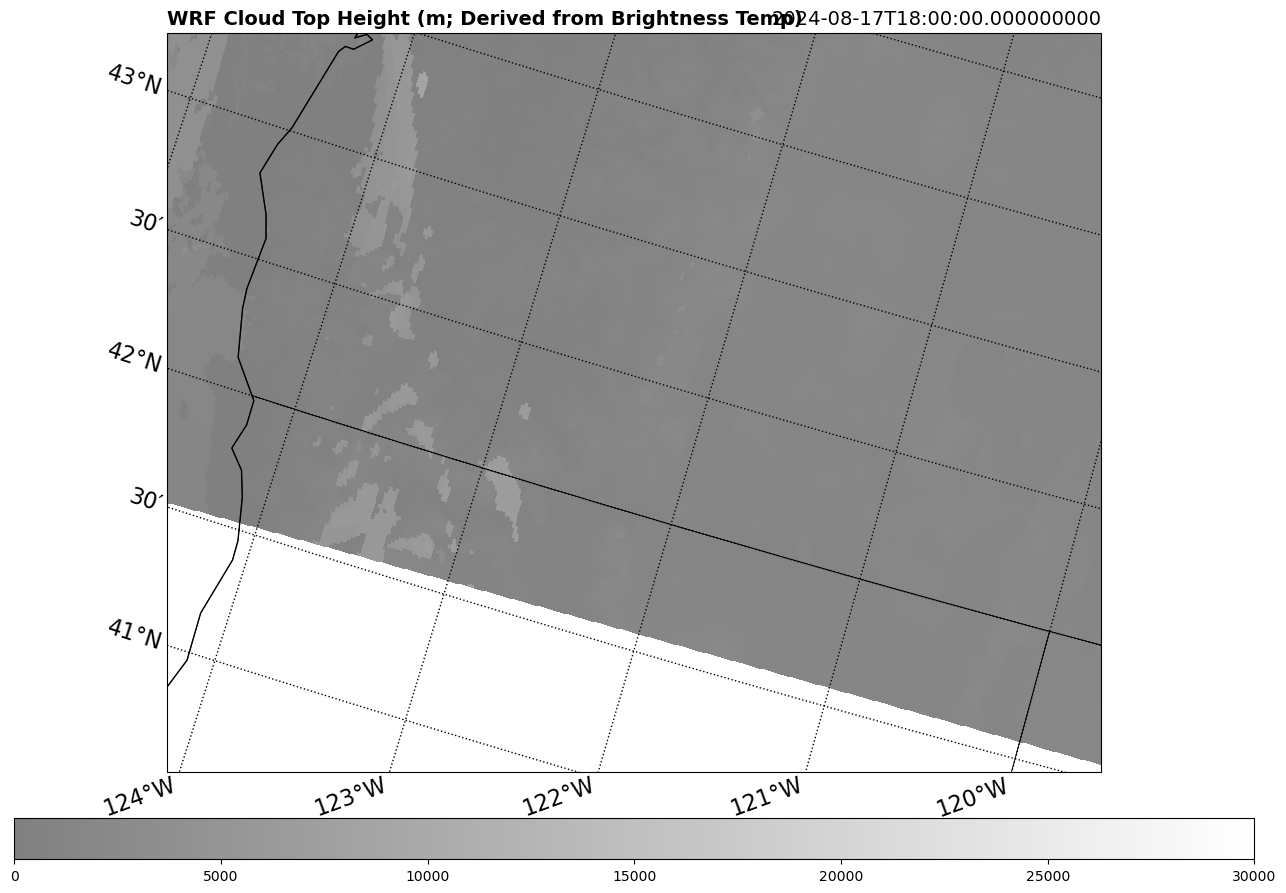 WRF Cloud Top Height (m; Derived from Brightness Temp) 2024-08-17T18:00:00.000000000
43°N
30′
42°N
30′
41°N
124°W 123°W 122°W 121°W 120°W
0 5000 10000 15000 20000 25000 30000